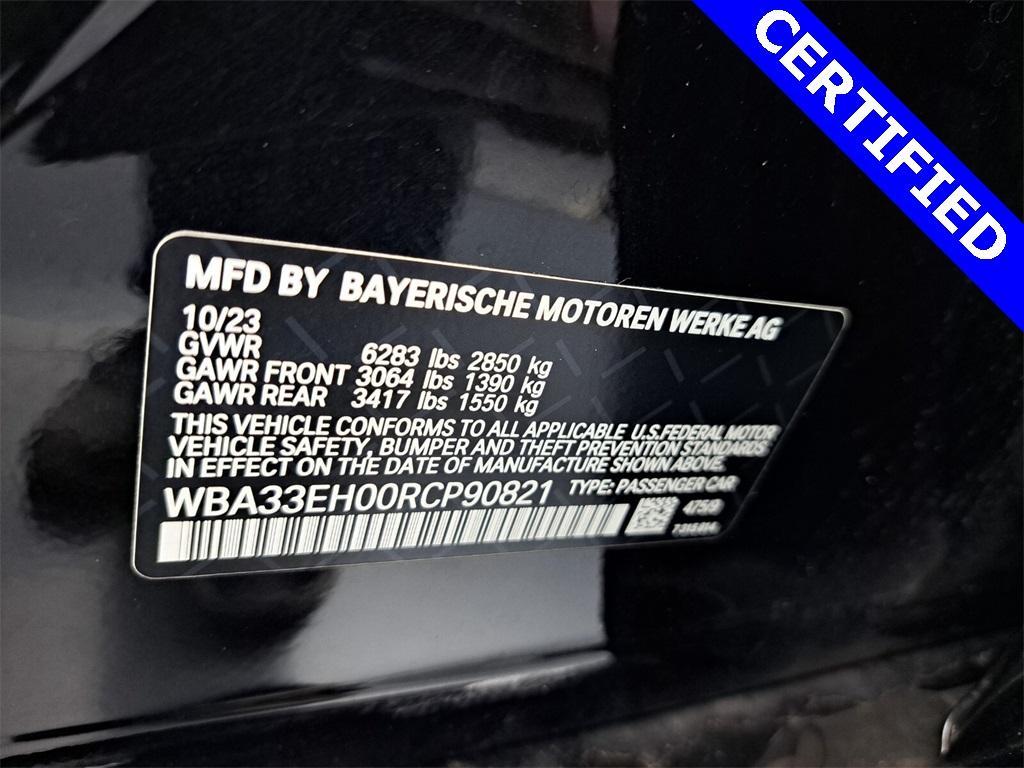 CERTIFIED
MFD BY BAYERISCHE MOTOREN WERKE AG
10/23
GVWR 6283 lbs 2850 kg
GAWR FRONT 3064 lbs 1390 kg
GAWR REAR 3417 lbs 1550 kg
THIS VEHICLE CONFORMS TO ALL APPLICABLE U.S. FEDERAL MOTOR
VEHICLE SAFETY, BUMPER AND THEFT PREVENTION STANDARDS
IN EFFECT ON THE DATE OF MANUFACTURE SHOWN ABOVE.
WBA33EH00RCP90821 TYPE: PASSENGER CAR